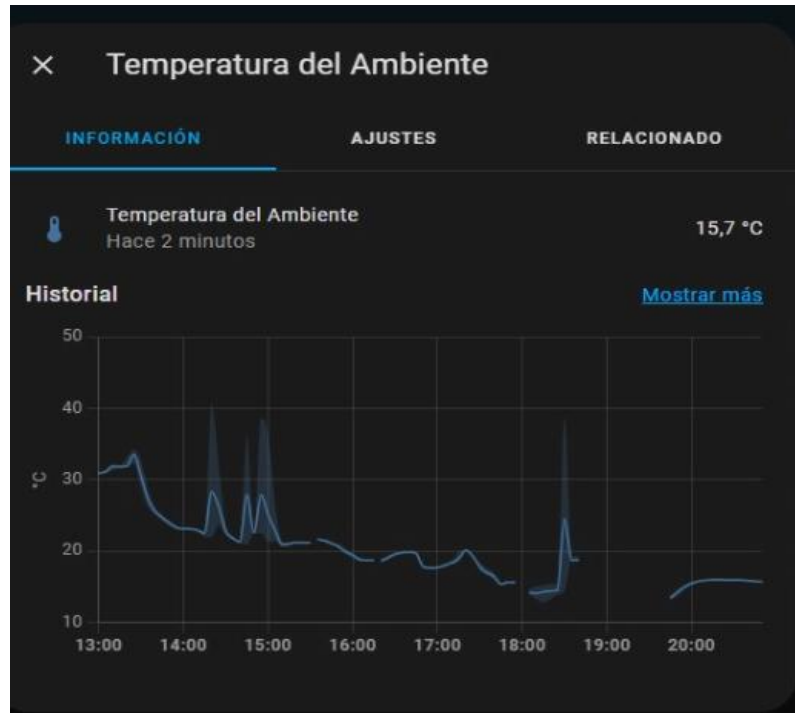 Temperatura del Ambiente
INFORMACIÓN AJUSTES RELACIONADO
Temperatura del Ambiente
Hace 2 minutos
15,7 °C
Historial
Mostrar más
50
40
30
20
10
°C
13:00 14:00 15:00 16:00 17:00 18:00 19:00 20:00